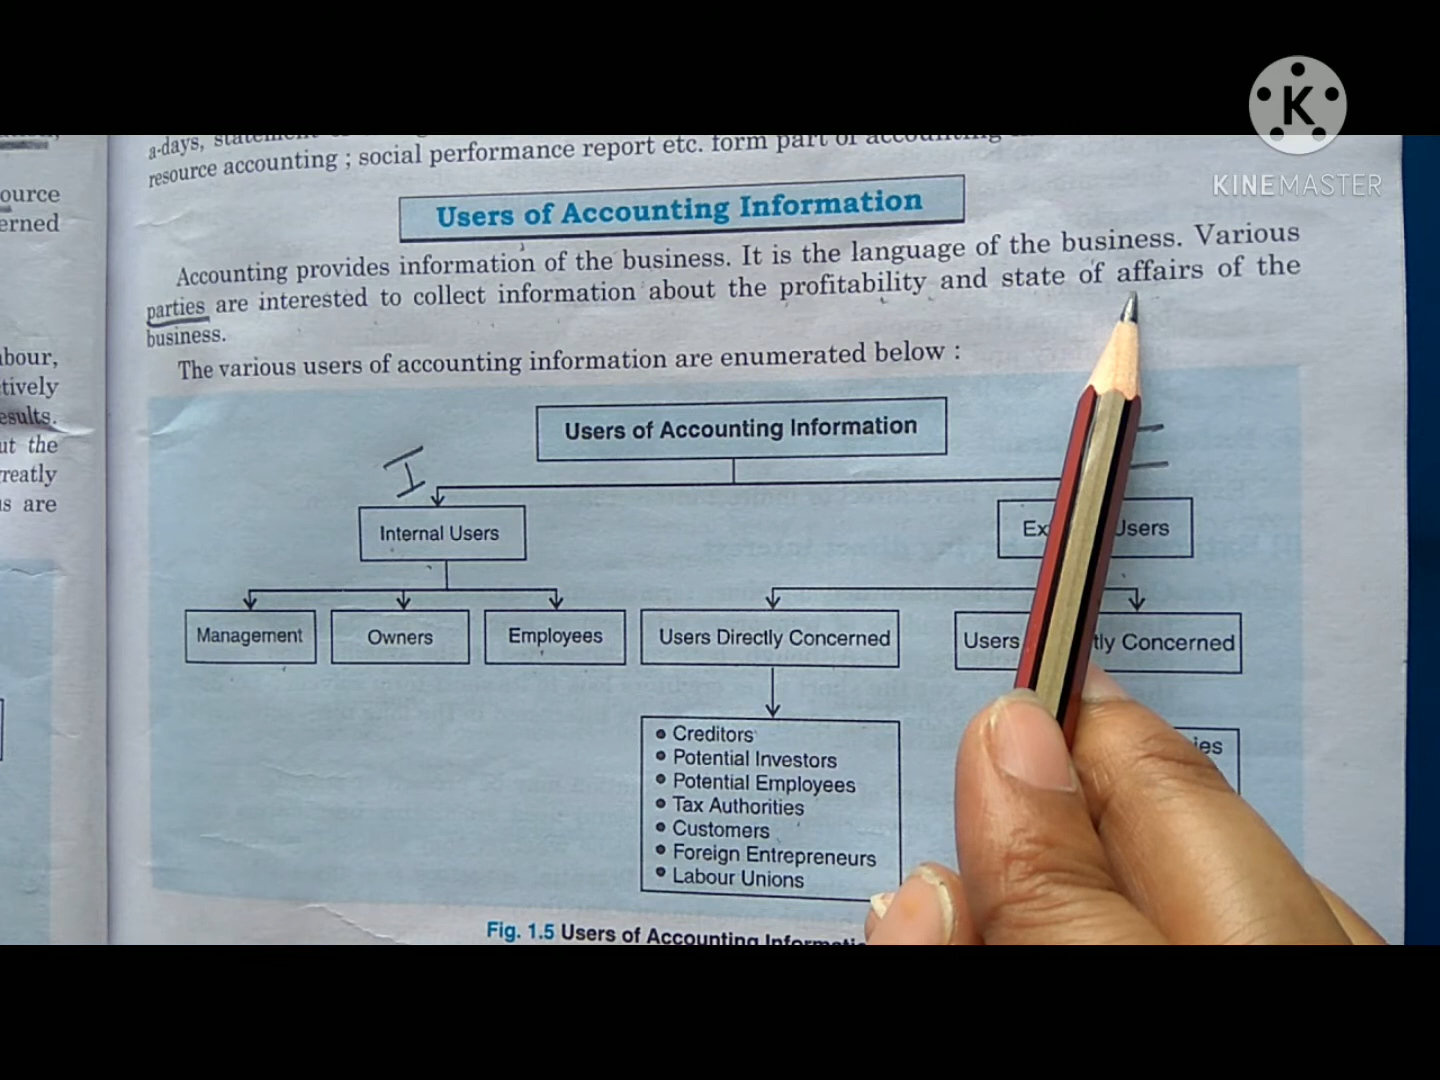 K
KINEMASTER
a-days,
resource accounting ; social performance report etc. form part of accounting
ource
erned
Users of Accounting Information
Accounting provides information of the business. It is the language of the business. Various
parties are interested to collect information about the profitability and state of affairs of the
business.
The various users of accounting information are enumerated below :
bour,
tively
esults.
ut the
reatly
s are
Users of Accounting Information
I
Internal Users
Ex Users
Management
Owners
Employees
Users Directly Concerned
Users tly Concerned
• Creditors
• Potential Investors
• Potential Employees
• Tax Authorities
• Customers
• Foreign Entrepreneurs
• Labour Unions
ies
Fig. 1.5 Users of Accounting